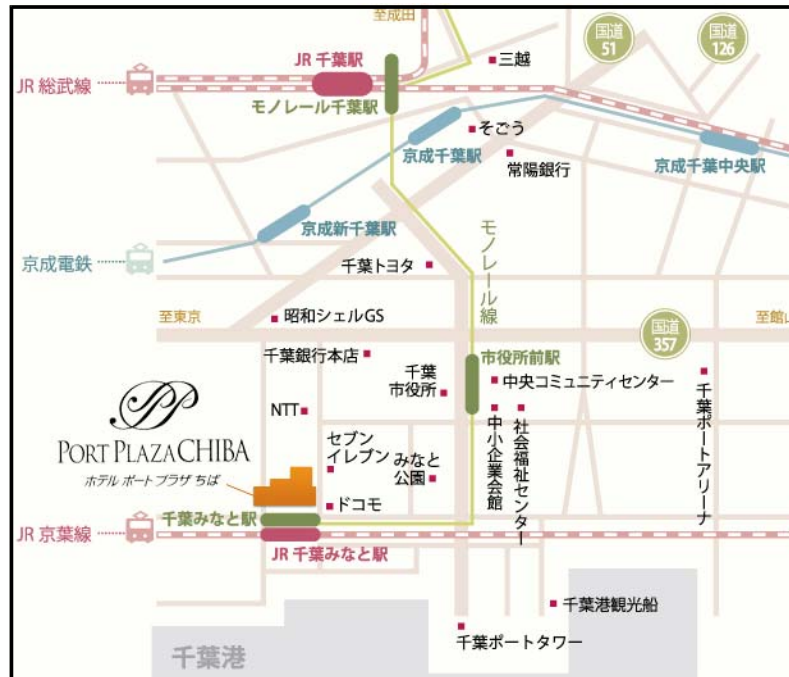 至成田
国道
51
国道
126
JR 千葉駅
三越
JR 総武線
モノレール千葉駅
そごう
京成千葉駅
常陽銀行
京成千葉中央駅
京成新千葉駅
モノレール線
京成電鉄
千葉トヨタ
至東京
昭和シェルGS
国道
357
至館山
千葉銀行本店
市役所前駅
千葉
市役所
中央コミュニティセンター
千葉ポートアリーナ
NTT
中小企業会館
社会福祉センター
PORT PLAZA CHIBA
ホテル ポート プラザ ちば
セブン
イレブン
みなと
公園
ドコモ
千葉みなと駅
JR 京葉線
JR 千葉みなと駅
千葉港観光船
千葉ポートタワー
千葉港